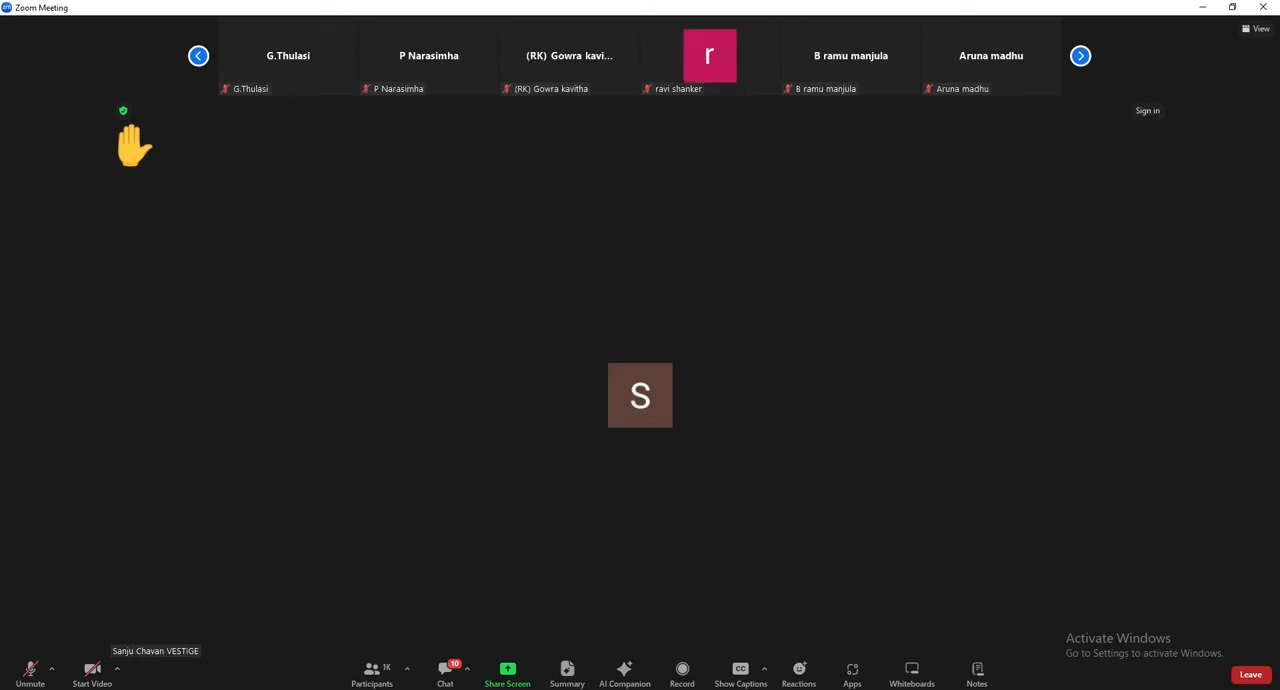 zm Zoom Meeting
View
G.Thulasi
P Narasimha
(RK) Gowra kavi...
r
B ramu manjula
Aruna madhu
G.Thulasi
P Narasimha
(RK) Gowra kavitha
ravi shanker
B ramu manjula
Aruna madhu
Sign in
S
Activate Windows
Go to Settings to activate Windows.
Sanju Chavan VESTIGE
1K
10
CC
Unmute
Start Video
Participants
Chat
Share Screen
Summary
AI Companion
Record
Show Captions
Reactions
Apps
Whiteboards
Notes
Leave